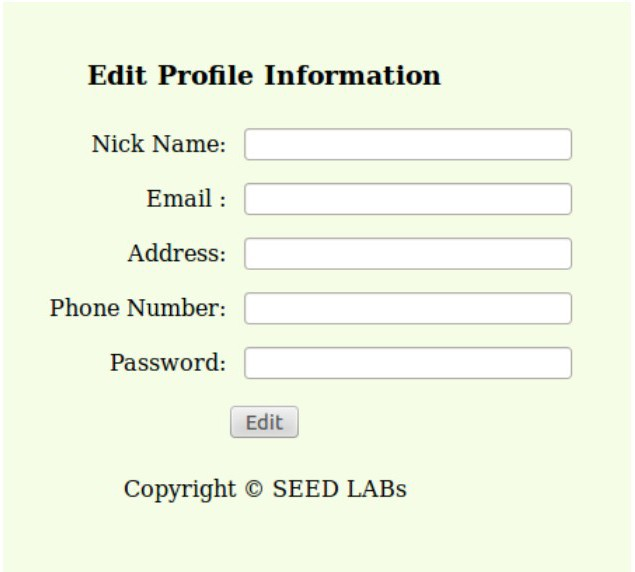 Edit Profile Information
Nick Name:
Email :
Address:
Phone Number:
Password:
Edit
Copyright © SEED LABs